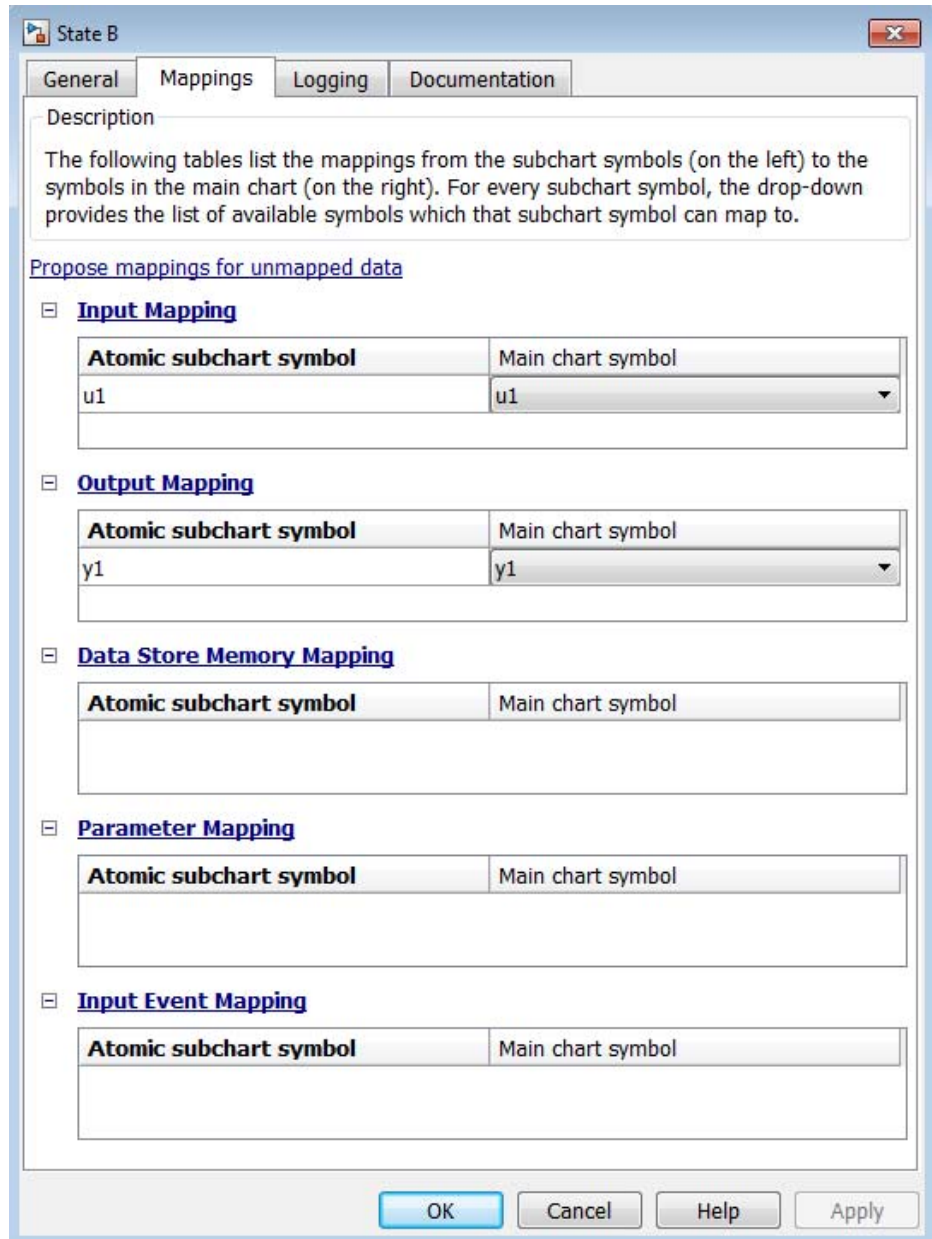 State B
General Mappings Logging Documentation
Description
The following tables list the mappings from the subchart symbols (on the left) to the
symbols in the main chart (on the right). For every subchart symbol, the drop-down
provides the list of available symbols which that subchart symbol can map to.
Propose mappings for unmapped data
Input Mapping
Atomic subchart symbol Main chart symbol
u1 u1
Output Mapping
Atomic subchart symbol Main chart symbol
y1 y1
Data Store Memory Mapping
Atomic subchart symbol Main chart symbol
Parameter Mapping
Atomic subchart symbol Main chart symbol
Input Event Mapping
Atomic subchart symbol Main chart symbol
OK Cancel Help Apply